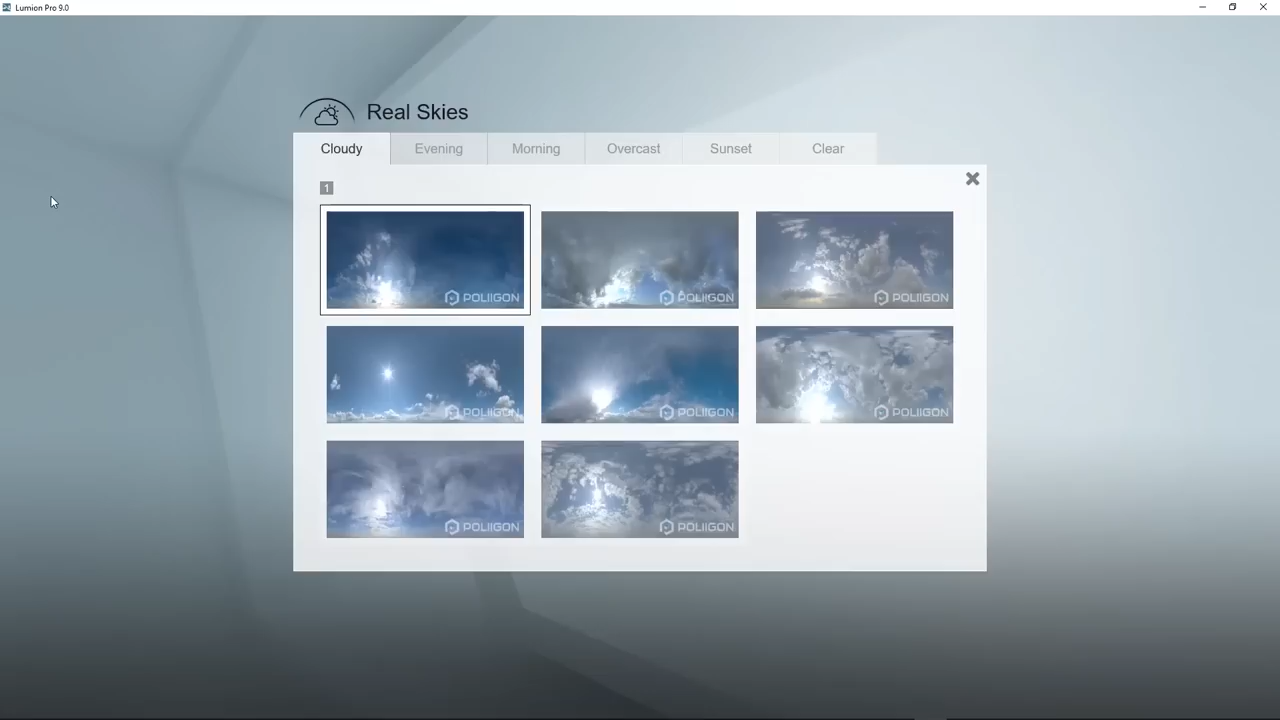 Lumion Pro 9.0
Real Skies
Cloudy Evening Morning Overcast Sunset Clear
1
POLIIGON POLIIGON POLIIGON
POLIIGON POLIIGON POLIIGON
POLIIGON POLIIGON